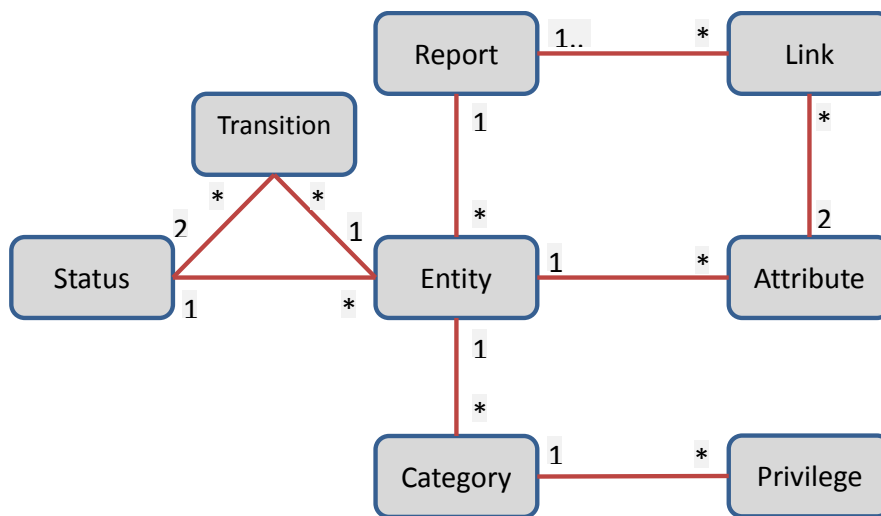 Report
1..
*
Link
Transition
1
*
*
*
2
1
*
2
Status
Entity
1
*
Attribute
1
*
1
*
Category
1
*
Privilege